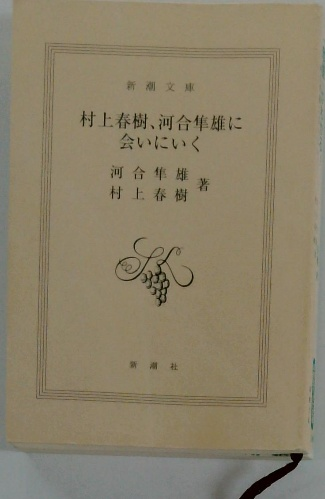 新潮文庫
村上春樹、河合隼雄に
会いにいく
河合隼雄
村上春樹
著
新潮社